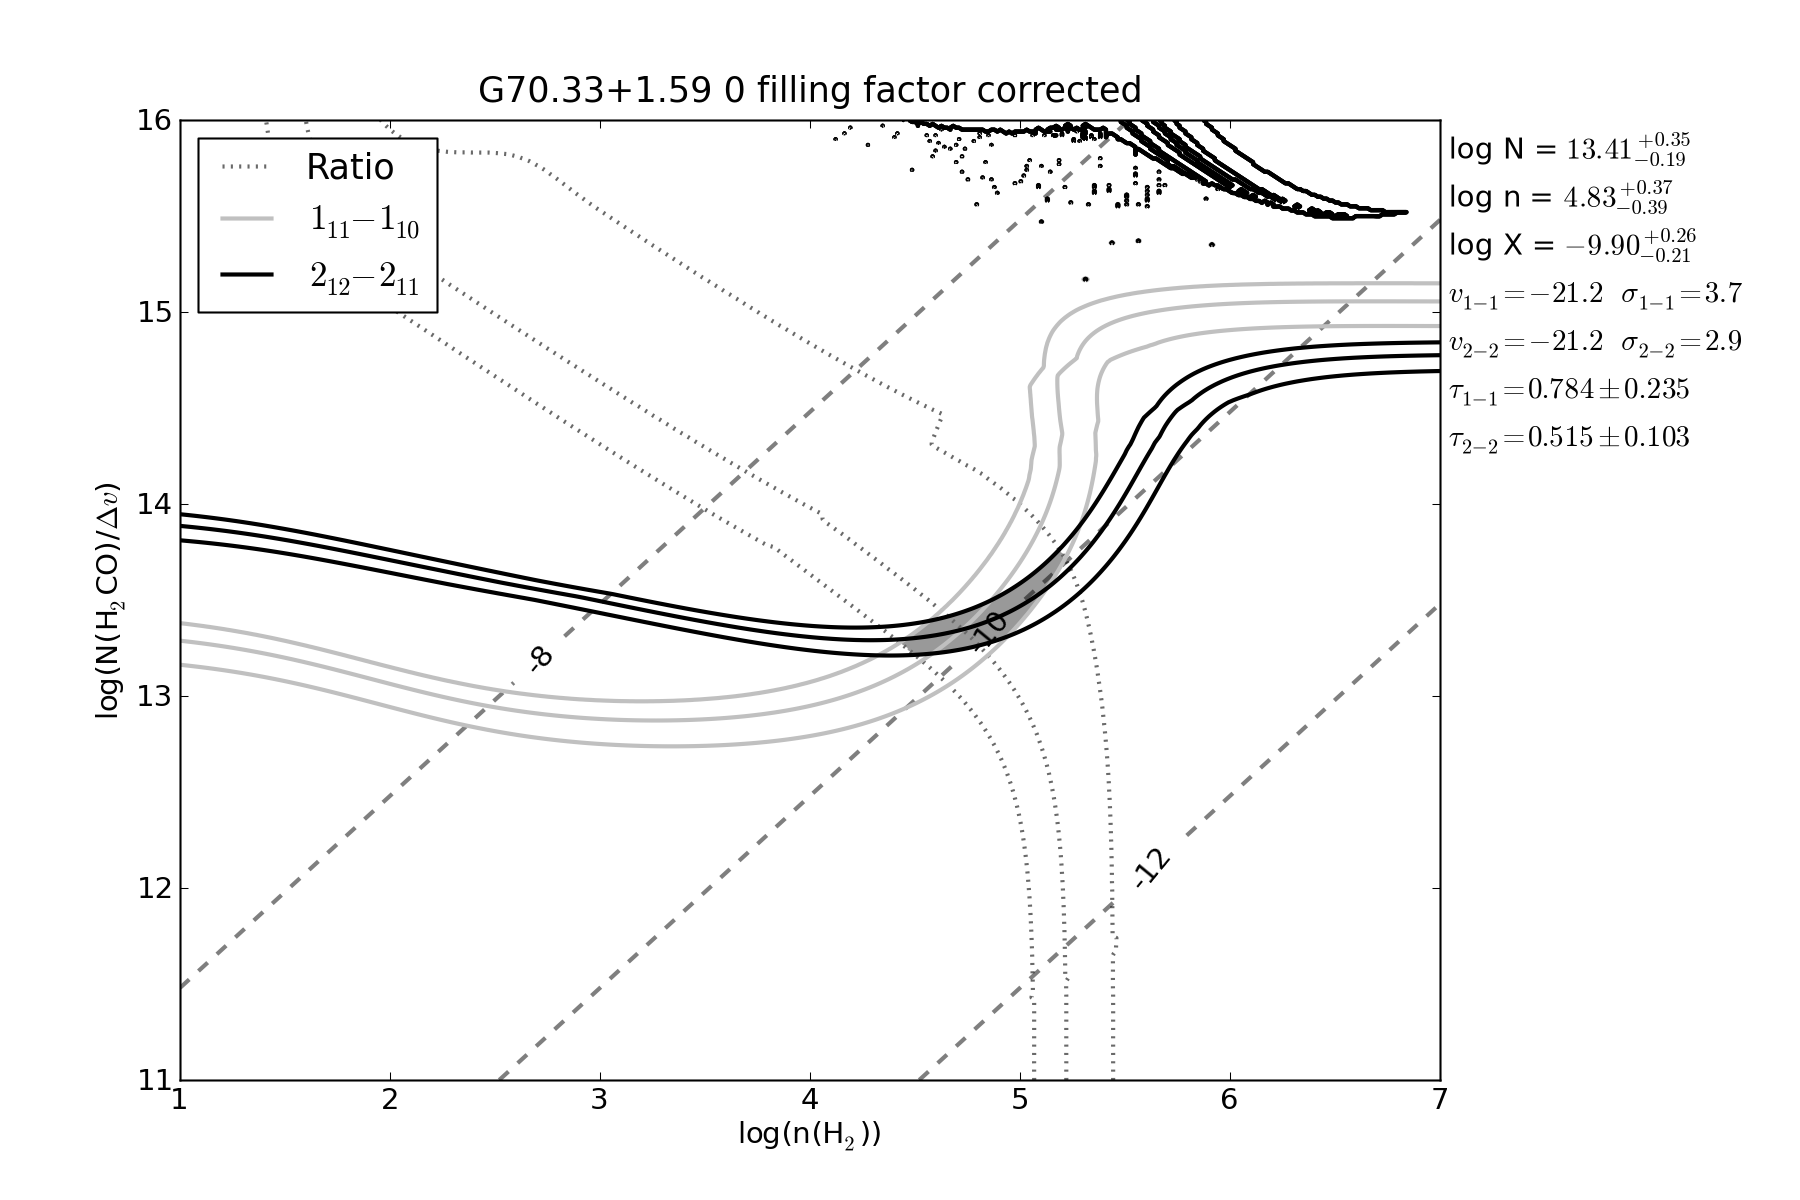 G70.33+1.59 0 filling factor corrected
Ratio
1₁₁−1₁₀
2₁₂−2₁₁
log N = 13.41 +0.35 −0.19
log n = 4.83 +0.37 −0.39
log X = −9.90 +0.26 −0.21
v₁₋₁=−21.2 σ₁₋₁=3.7
v₂₋₂=−21.2 σ₂₋₂=2.9
τ₁₋₁=0.784±0.235
τ₂₋₂=0.515±0.103
16
15
14
13
12
11
log(N(H₂CO)/Δv)
-8
-10
-12
1
2
3
4
5
6
7
log(n(H₂))